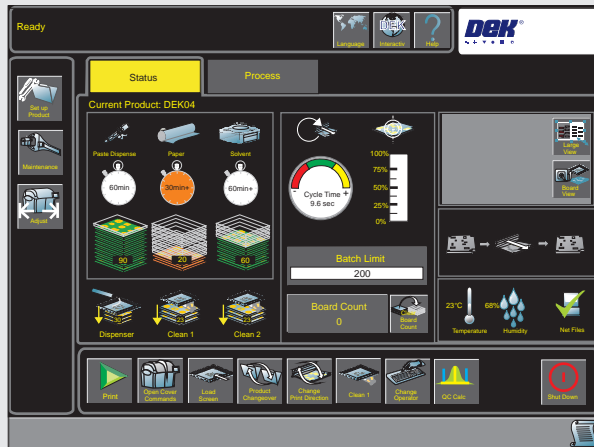 Ready
Language
DEK
Interactiv
Help
DEK®
Status
Process
Set up
Product
Maintenance
Adjust
Current Product: DEK04
Paste Dispense
Paper
Solvent
60min
30min+
60min+
90
20
60
30
23
23
Dispenser
Clean 1
Clean 2
100%
75%
50%
25%
0%
- Cycle Time +
9.6 sec
Batch Limit
200
Board Count
0
Board
Count
Large
View
Board
View
23°C
68%
Temperature
Humidity
Net Files
Print
Open Cover
Commands
Load
Screen
Product
Changeover
Change
Print Direction
Clean 1
Change
Operator
QC Calc
Shut Down